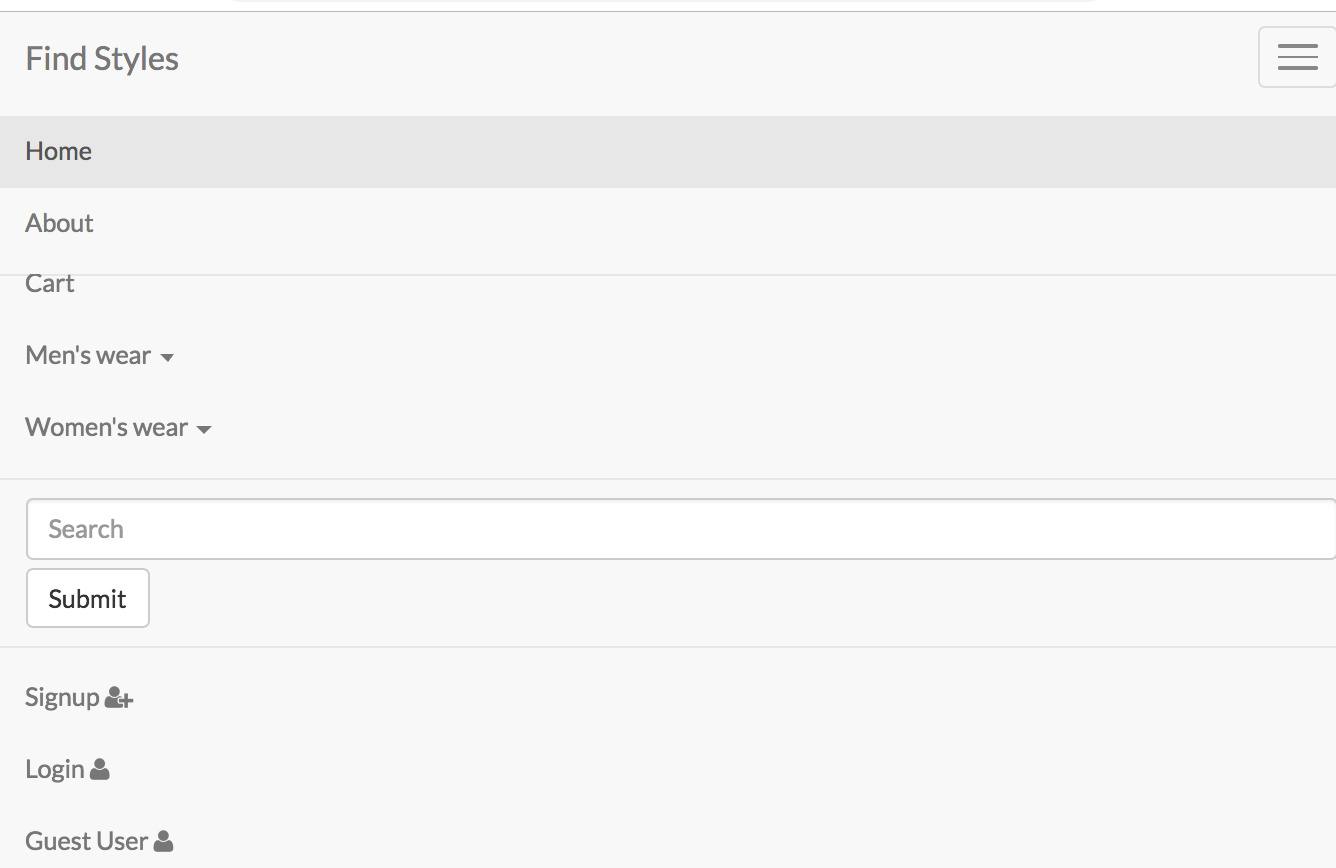 Find Styles
Home
About
Cart
Men's wear
Women's wear
Search
Submit
Signup
Login
Guest User